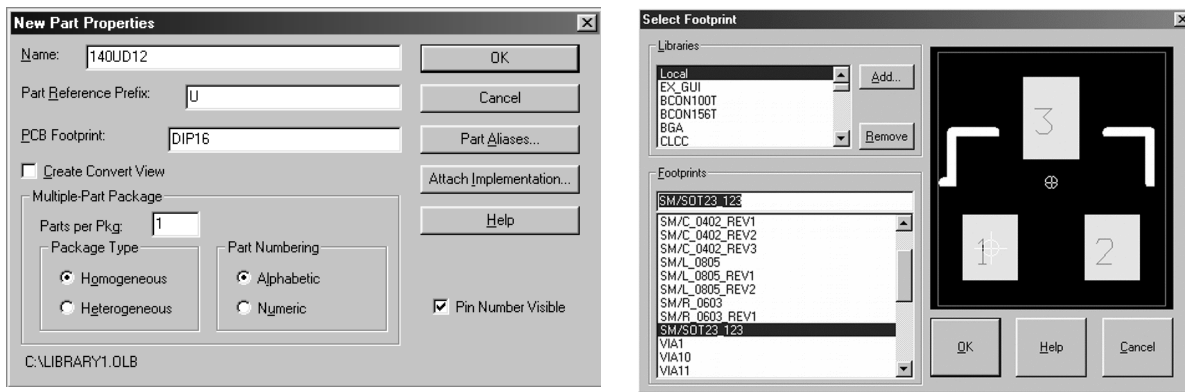 New Part Properties
Name: 140UD12
Part Reference Prefix: U
PCB Footprint: DIP16
Create Convert View
Multiple-Part Package
Parts per Pkg: 1
Package Type
Homogeneous
Heterogeneous
Part Numbering
Alphabetic
Numeric
C:\LIBRARY1.OLB
OK
Cancel
Part Aliases...
Attach Implementation...
Help
Pin Number Visible
Select Footprint
Libraries
Local
EX_GUI
BCON100T
BCON156T
BGA
CLCC
Add...
Remove
Footprints
SM/SOT23_123
SM/C_0402_REV1
SM/C_0402_REV2
SM/C_0402_REV3
SM/L_0805
SM/L_0805_REV1
SM/L_0805_REV2
SM/R_0603
SM/R_0603_REV1
SM/SOT23_123
VIA1
VIA10
VIA11
3
1
2
OK
Help
Cancel